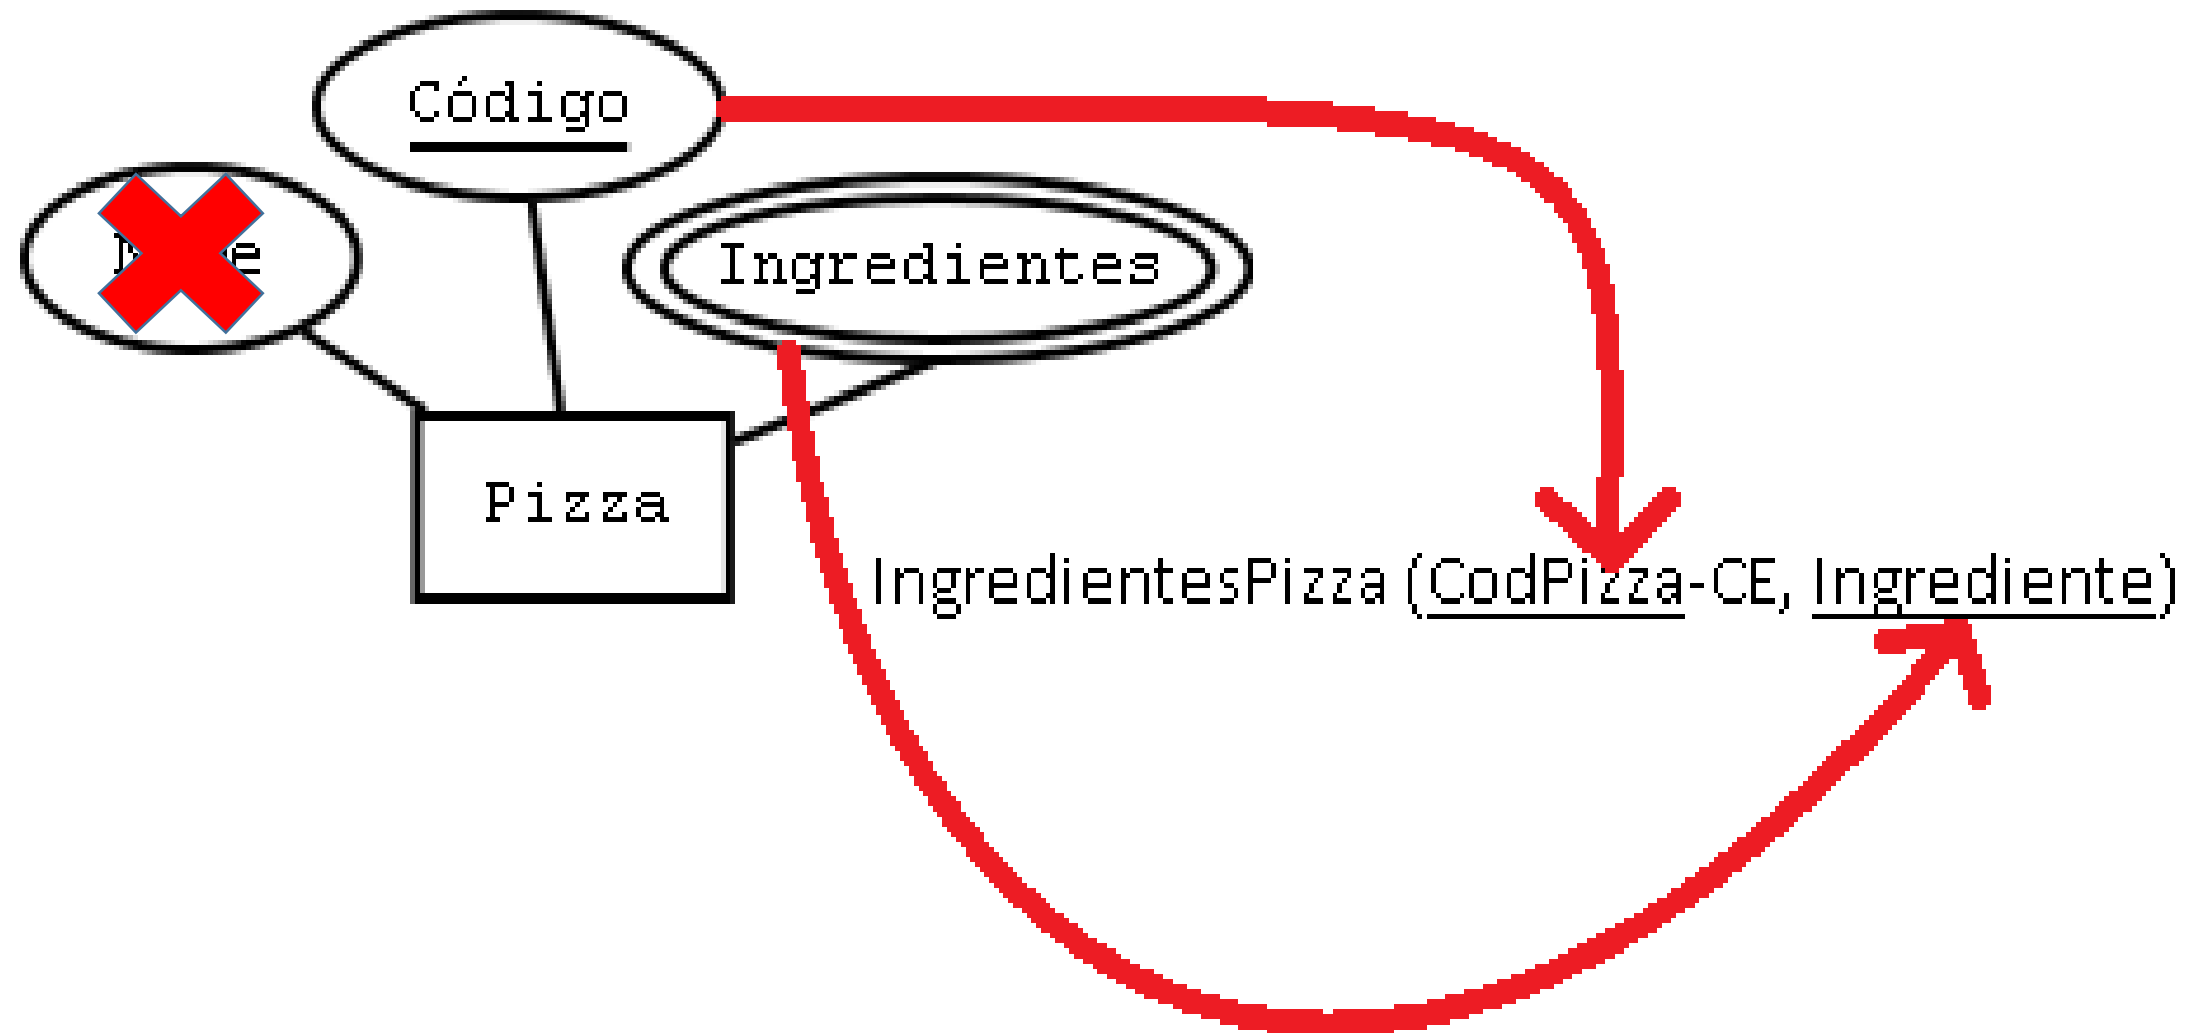 Código
Ingredientes
Pizza
IngredientesPizza (CodPizza-CE, Ingrediente)